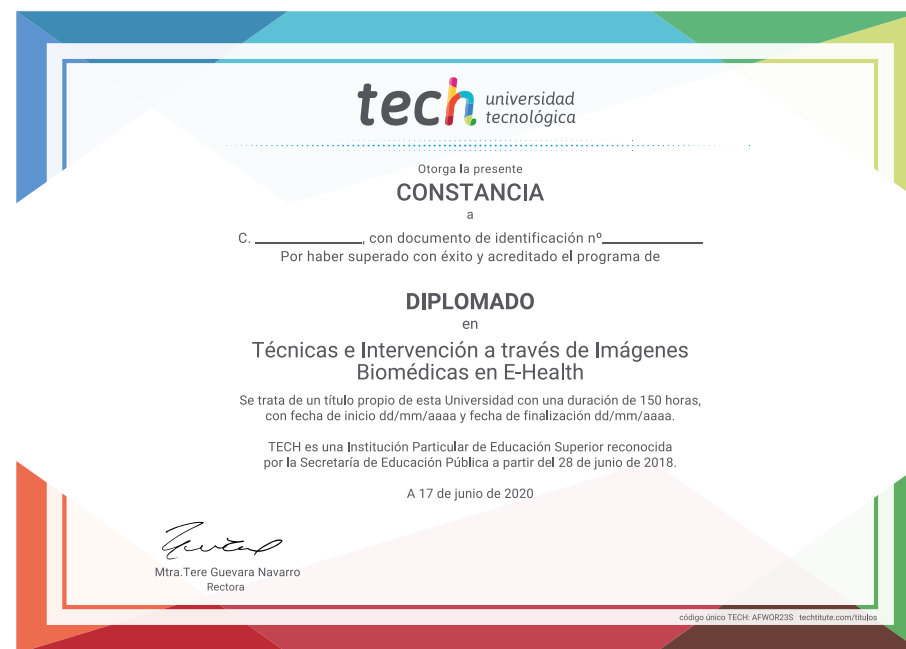 tech universidad
tecnológica
Otorga la presente
CONSTANCIA
a
C. ______________, con documento de identificación nº_____________
Por haber superado con éxito y acreditado el programa de
DIPLOMADO
en
Técnicas e Intervención a través de Imágenes
Biomédicas en E-Health
Se trata de un título propio de esta Universidad con una duración de 150 horas,
con fecha de inicio dd/mm/aaaa y fecha de finalización dd/mm/aaaa.
TECH es una Institución Particular de Educación Superior reconocida
por la Secretaría de Educación Pública a partir del 28 de junio de 2018.
A 17 de junio de 2020
Mtra.Tere Guevara Navarro
Rectora
código único TECH: AFWOR23S techtitute.com/titulos